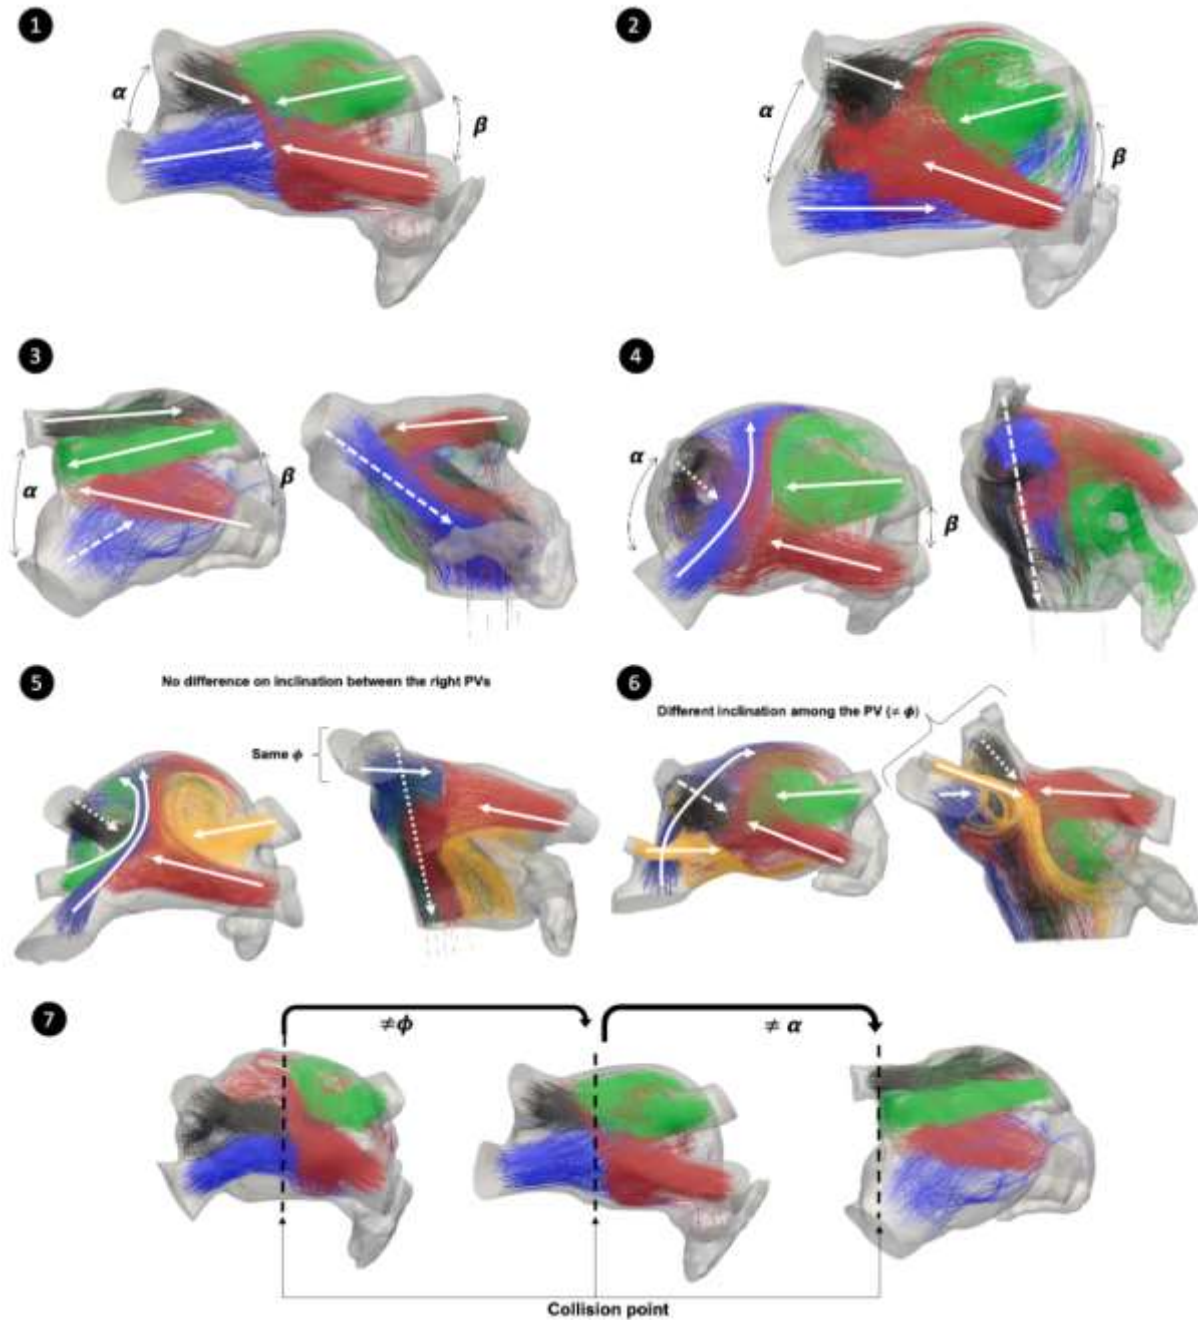 1
2
α
β
α
β
3
4
α
β
α
β
5
No difference on inclination between the right PVs
6
Different inclination among the PV (≠ ϕ)
Same ϕ
7
≠ϕ
≠ α
Collision point